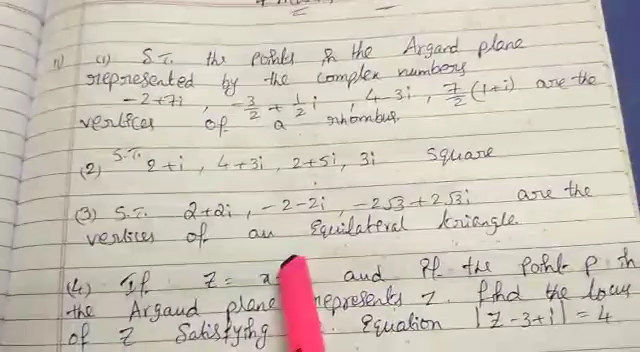 (1) S.T. the points in the Argand plane
represented by the complex numbers
-2+7i, -3/2 + 1/2 i, 4-3i, 7/2 (1+i) are the
vertices of a rhombus.
(2) S.T. 2+i, 4+3i, 2+5i, 3i square
(3) S.T. 2+2i, -2-2i, -2√3+2√3i are the
vertices of an Equilateral triangle.
(4) If z = x and if the point P in
the Argand plane represents z. find the locus
of z Satisfying Equation |z-3+i| = 4